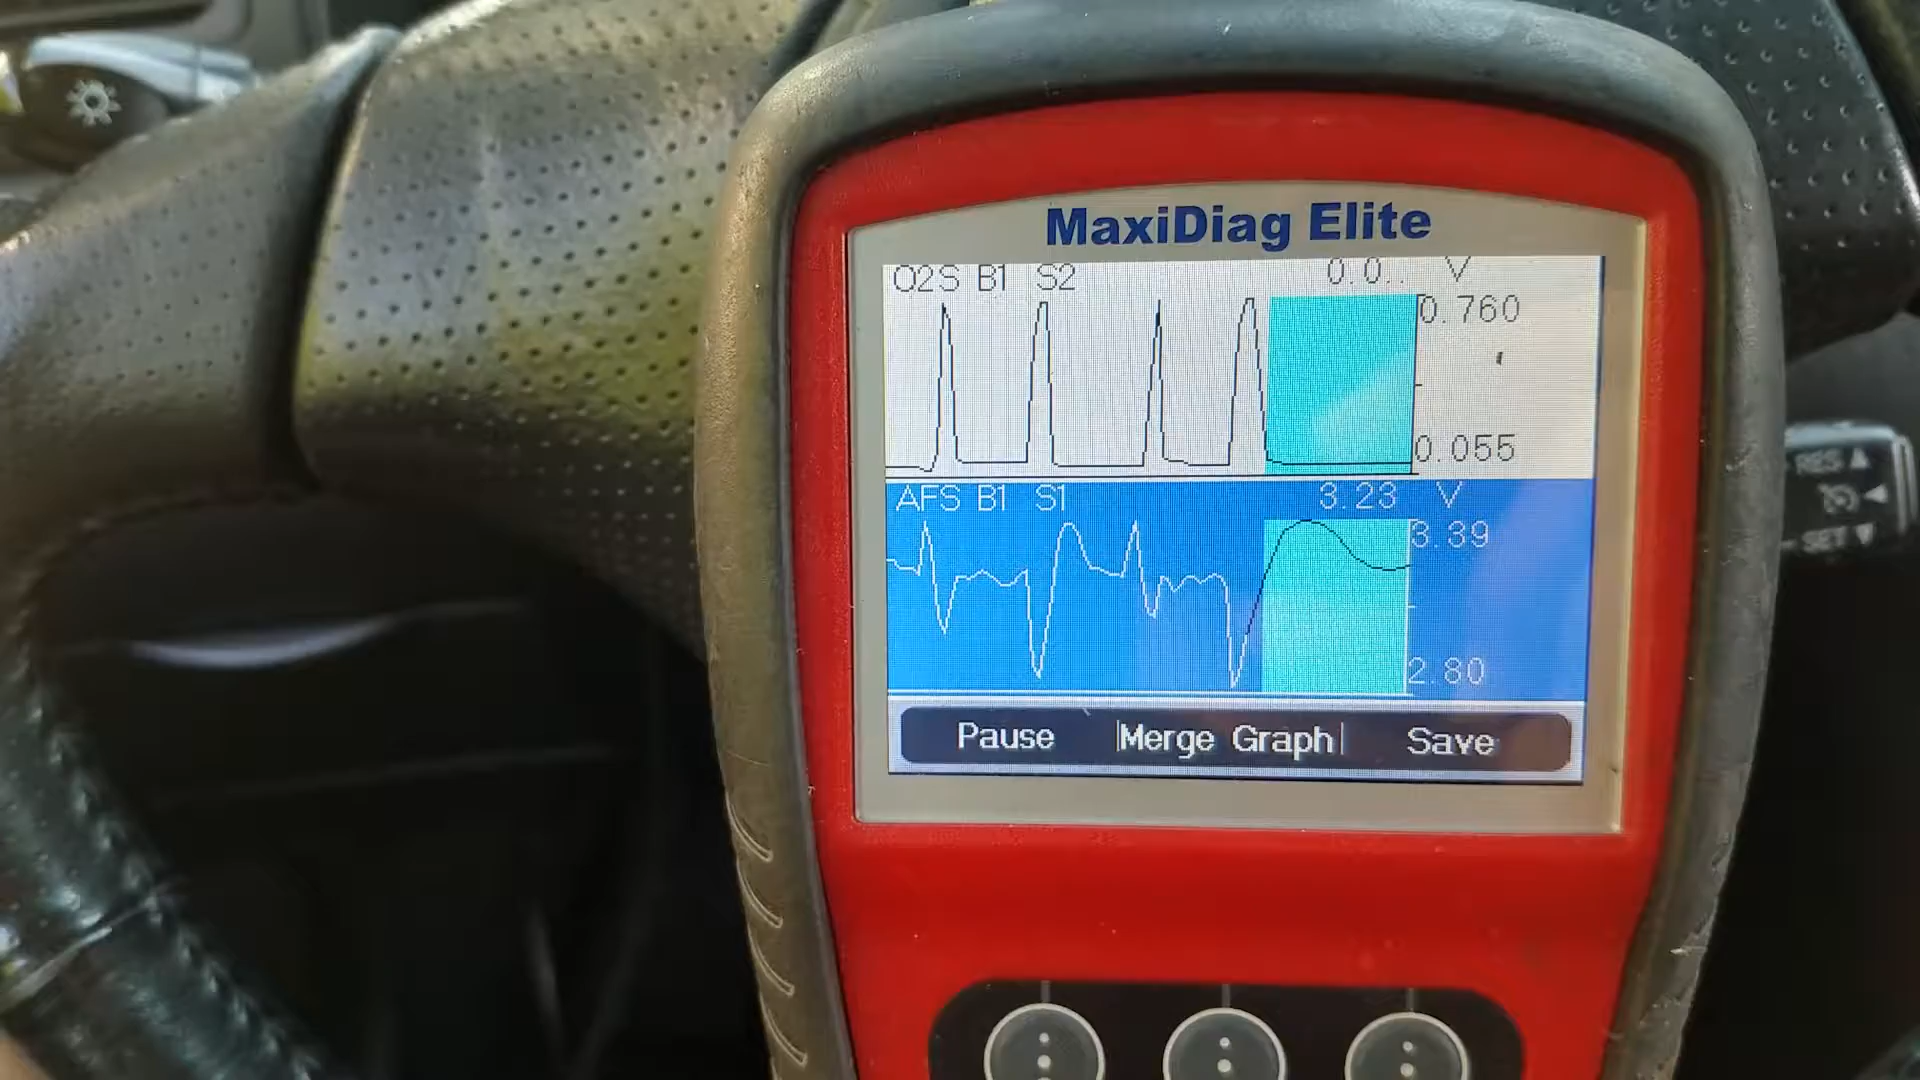 MaxiDiag Elite
O2S B1 S2 0.0.. V
0.760
0.055
AFS B1 S1 3.23 V
3.39
2.80
Pause |Merge Graph| Save
RES ▲
SET ▼